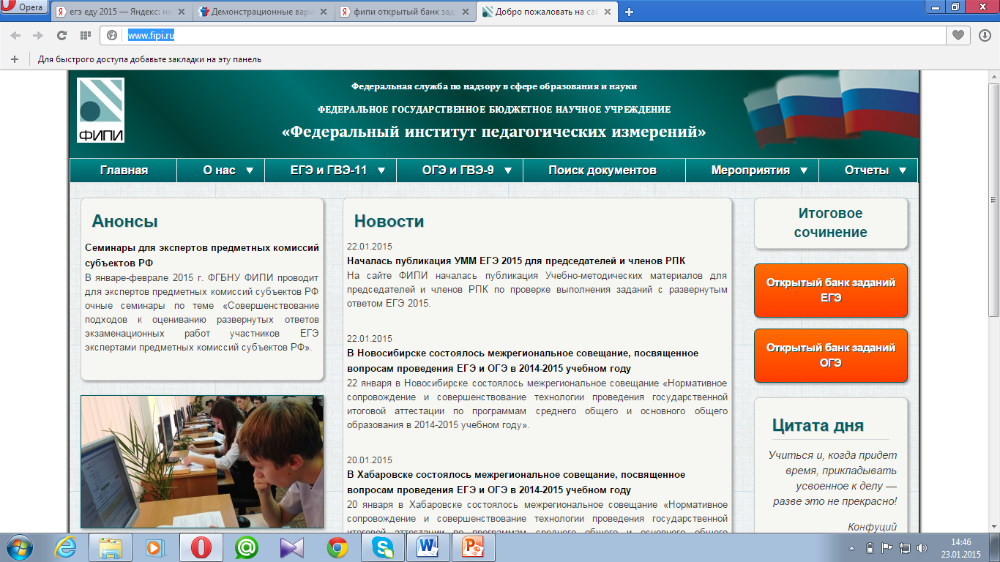 Opera
егэ еду 2015 — Яндекс: на
Демонстрационные вари
фипи открытый банк зад
Добро пожаловать на сай
www.fipi.ru
Для быстрого доступа добавьте закладки на эту панель
ФИПИ
Федеральная служба по надзору в сфере образования и науки
ФЕДЕРАЛЬНОЕ ГОСУДАРСТВЕННОЕ БЮДЖЕТНОЕ НАУЧНОЕ УЧРЕЖДЕНИЕ
«Федеральный институт педагогических измерений»
Главная О нас ЕГЭ и ГВЭ-11 ОГЭ и ГВЭ-9 Поиск документов Мероприятия Отчеты
Анонсы
Семинары для экспертов предметных комиссий
субъектов РФ
В январе-феврале 2015 г. ФГБНУ ФИПИ проводит
для экспертов предметных комиссий субъектов РФ
очные семинары по теме «Совершенствование
подходов к оцениванию развернутых ответов
экзаменационных работ участников ЕГЭ
экспертами предметных комиссий субъектов РФ».
Новости
22.01.2015
Началась публикация УММ ЕГЭ 2015 для председателей и членов РПК
На сайте ФИПИ началась публикация Учебно-методических материалов для
председателей и членов РПК по проверке выполнения заданий с развернутым
ответом ЕГЭ 2015.
22.01.2015
В Новосибирске состоялось межрегиональное совещание, посвященное
вопросам проведения ЕГЭ и ОГЭ в 2014-2015 учебном году
22 января в Новосибирске состоялось межрегиональное совещание «Нормативное
сопровождение и совершенствование технологии проведения государственной
итоговой аттестации по программам среднего общего и основного общего
образования в 2014-2015 учебном году».
20.01.2015
В Хабаровске состоялось межрегиональное совещание, посвященное
вопросам проведения ЕГЭ и ОГЭ в 2014-2015 учебном году
20 января в Хабаровске состоялось межрегиональное совещание «Нормативное
сопровождение и совершенствование технологии проведения государственной
итоговой аттестации по программам среднего общего и основного общего
Итоговое
сочинение
Открытый банк заданий
ЕГЭ
Открытый банк заданий
ОГЭ
Цитата дня
Учиться и, когда придет
время, прикладывать
усвоенное к делу —
разве это не прекрасно!
Конфуций
14:46
23.01.2015